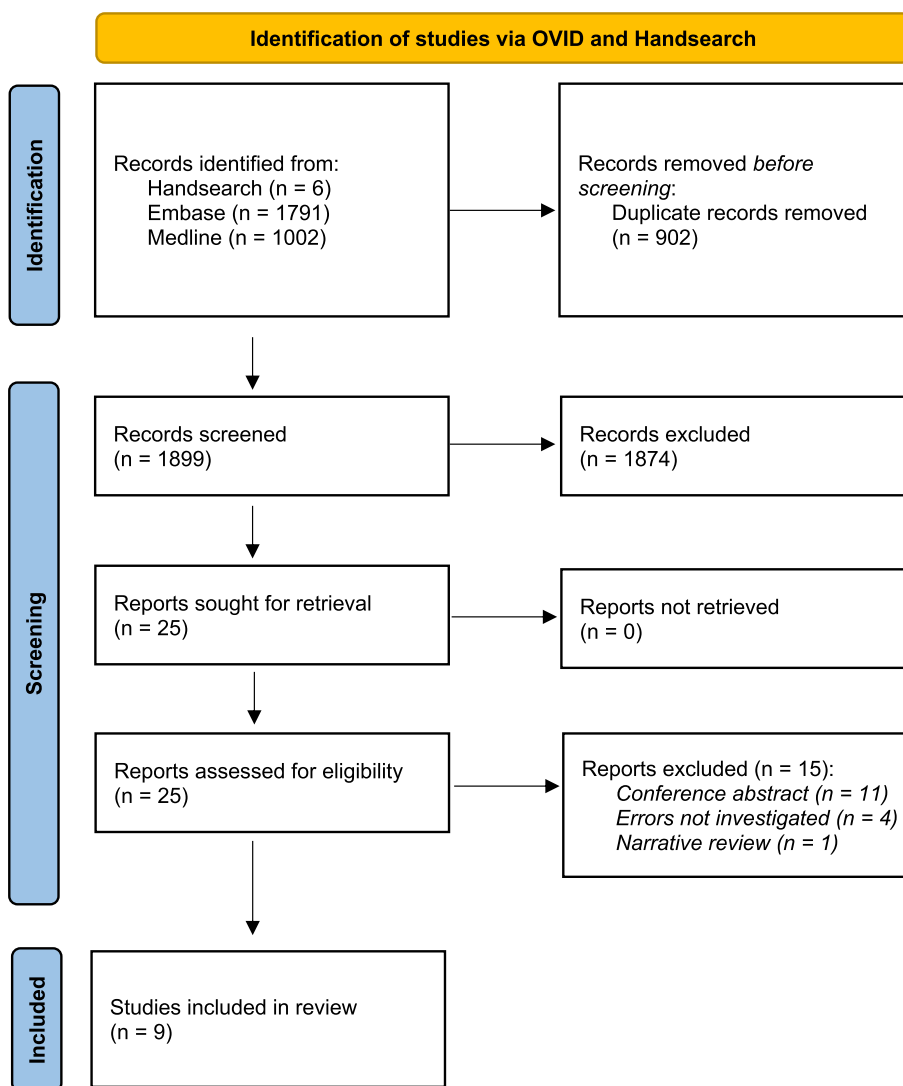 Identification of studies via OVID and Handsearch
Identification
Records identified from:
Handsearch (n = 6)
Embase (n = 1791)
Medline (n = 1002)
Records removed before
screening:
Duplicate records removed
(n = 902)
Screening
Records screened
(n = 1899)
Records excluded
(n = 1874)
Reports sought for retrieval
(n = 25)
Reports not retrieved
(n = 0)
Reports assessed for eligibility
(n = 25)
Reports excluded (n = 15):
Conference abstract (n = 11)
Errors not investigated (n = 4)
Narrative review (n = 1)
Included
Studies included in review
(n = 9)